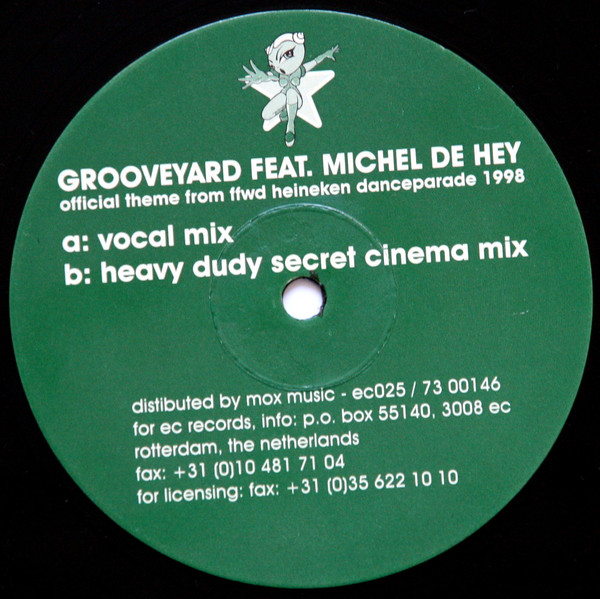 GROOVEYARD FEAT. MICHEL DE HEY
official theme from ffwd heineken danceparade 1998
a: vocal mix
b: heavy dudy secret cinema mix
distibuted by mox music - ec025 / 73 00146
for ec records, info: p.o. box 55140, 3008 ec
rotterdam, the netherlands
fax: +31 (0)10 481 71 04
for licensing: fax: +31 (0)35 622 10 10